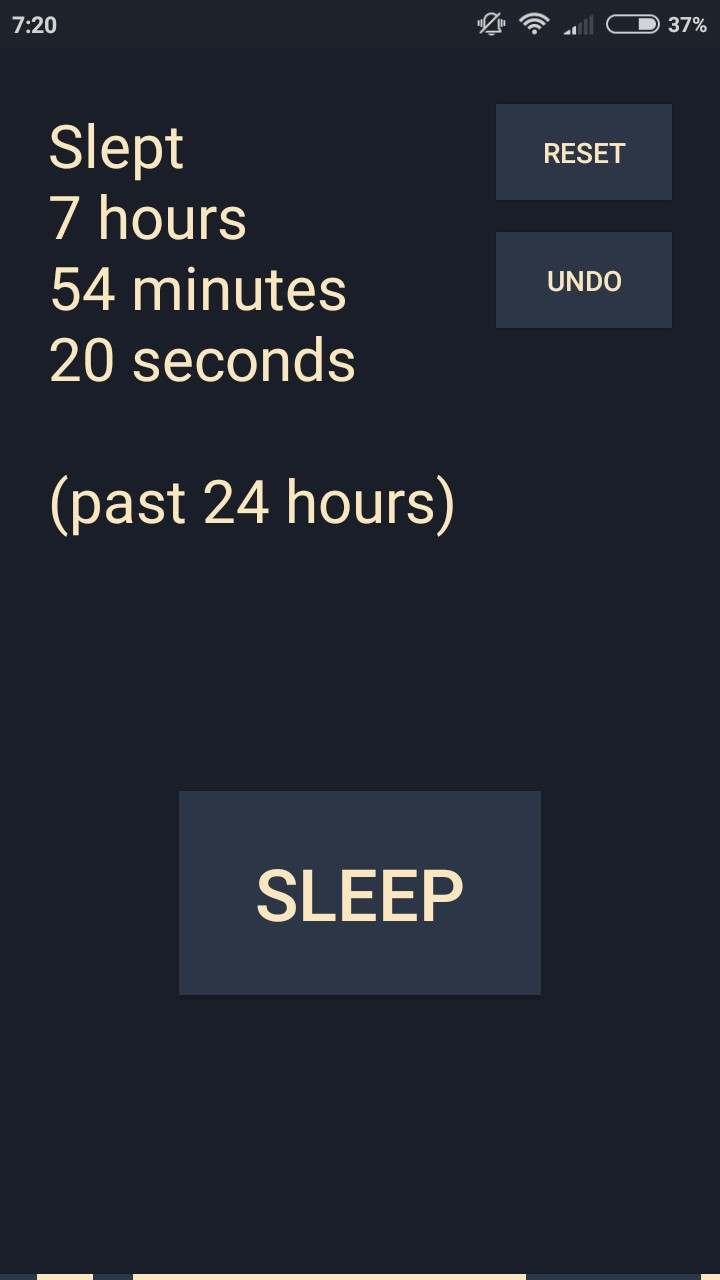 7:20
37%
Slept
7 hours
54 minutes
20 seconds
(past 24 hours)
RESET
UNDO
SLEEP